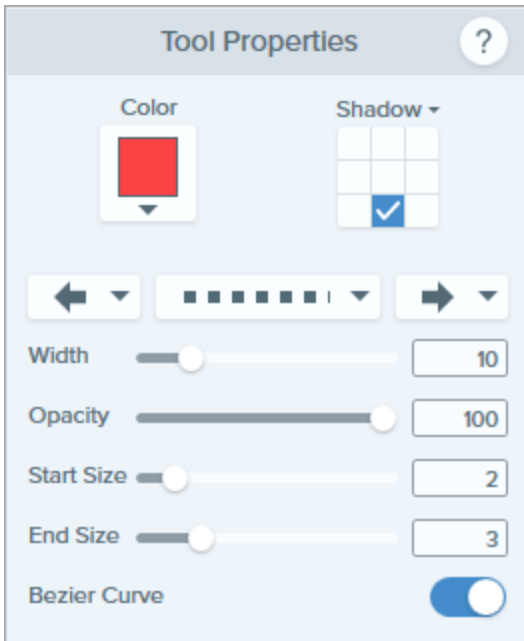 Tool Properties ?
Color Shadow
Width 10
Opacity 100
Start Size 2
End Size 3
Bezier Curve